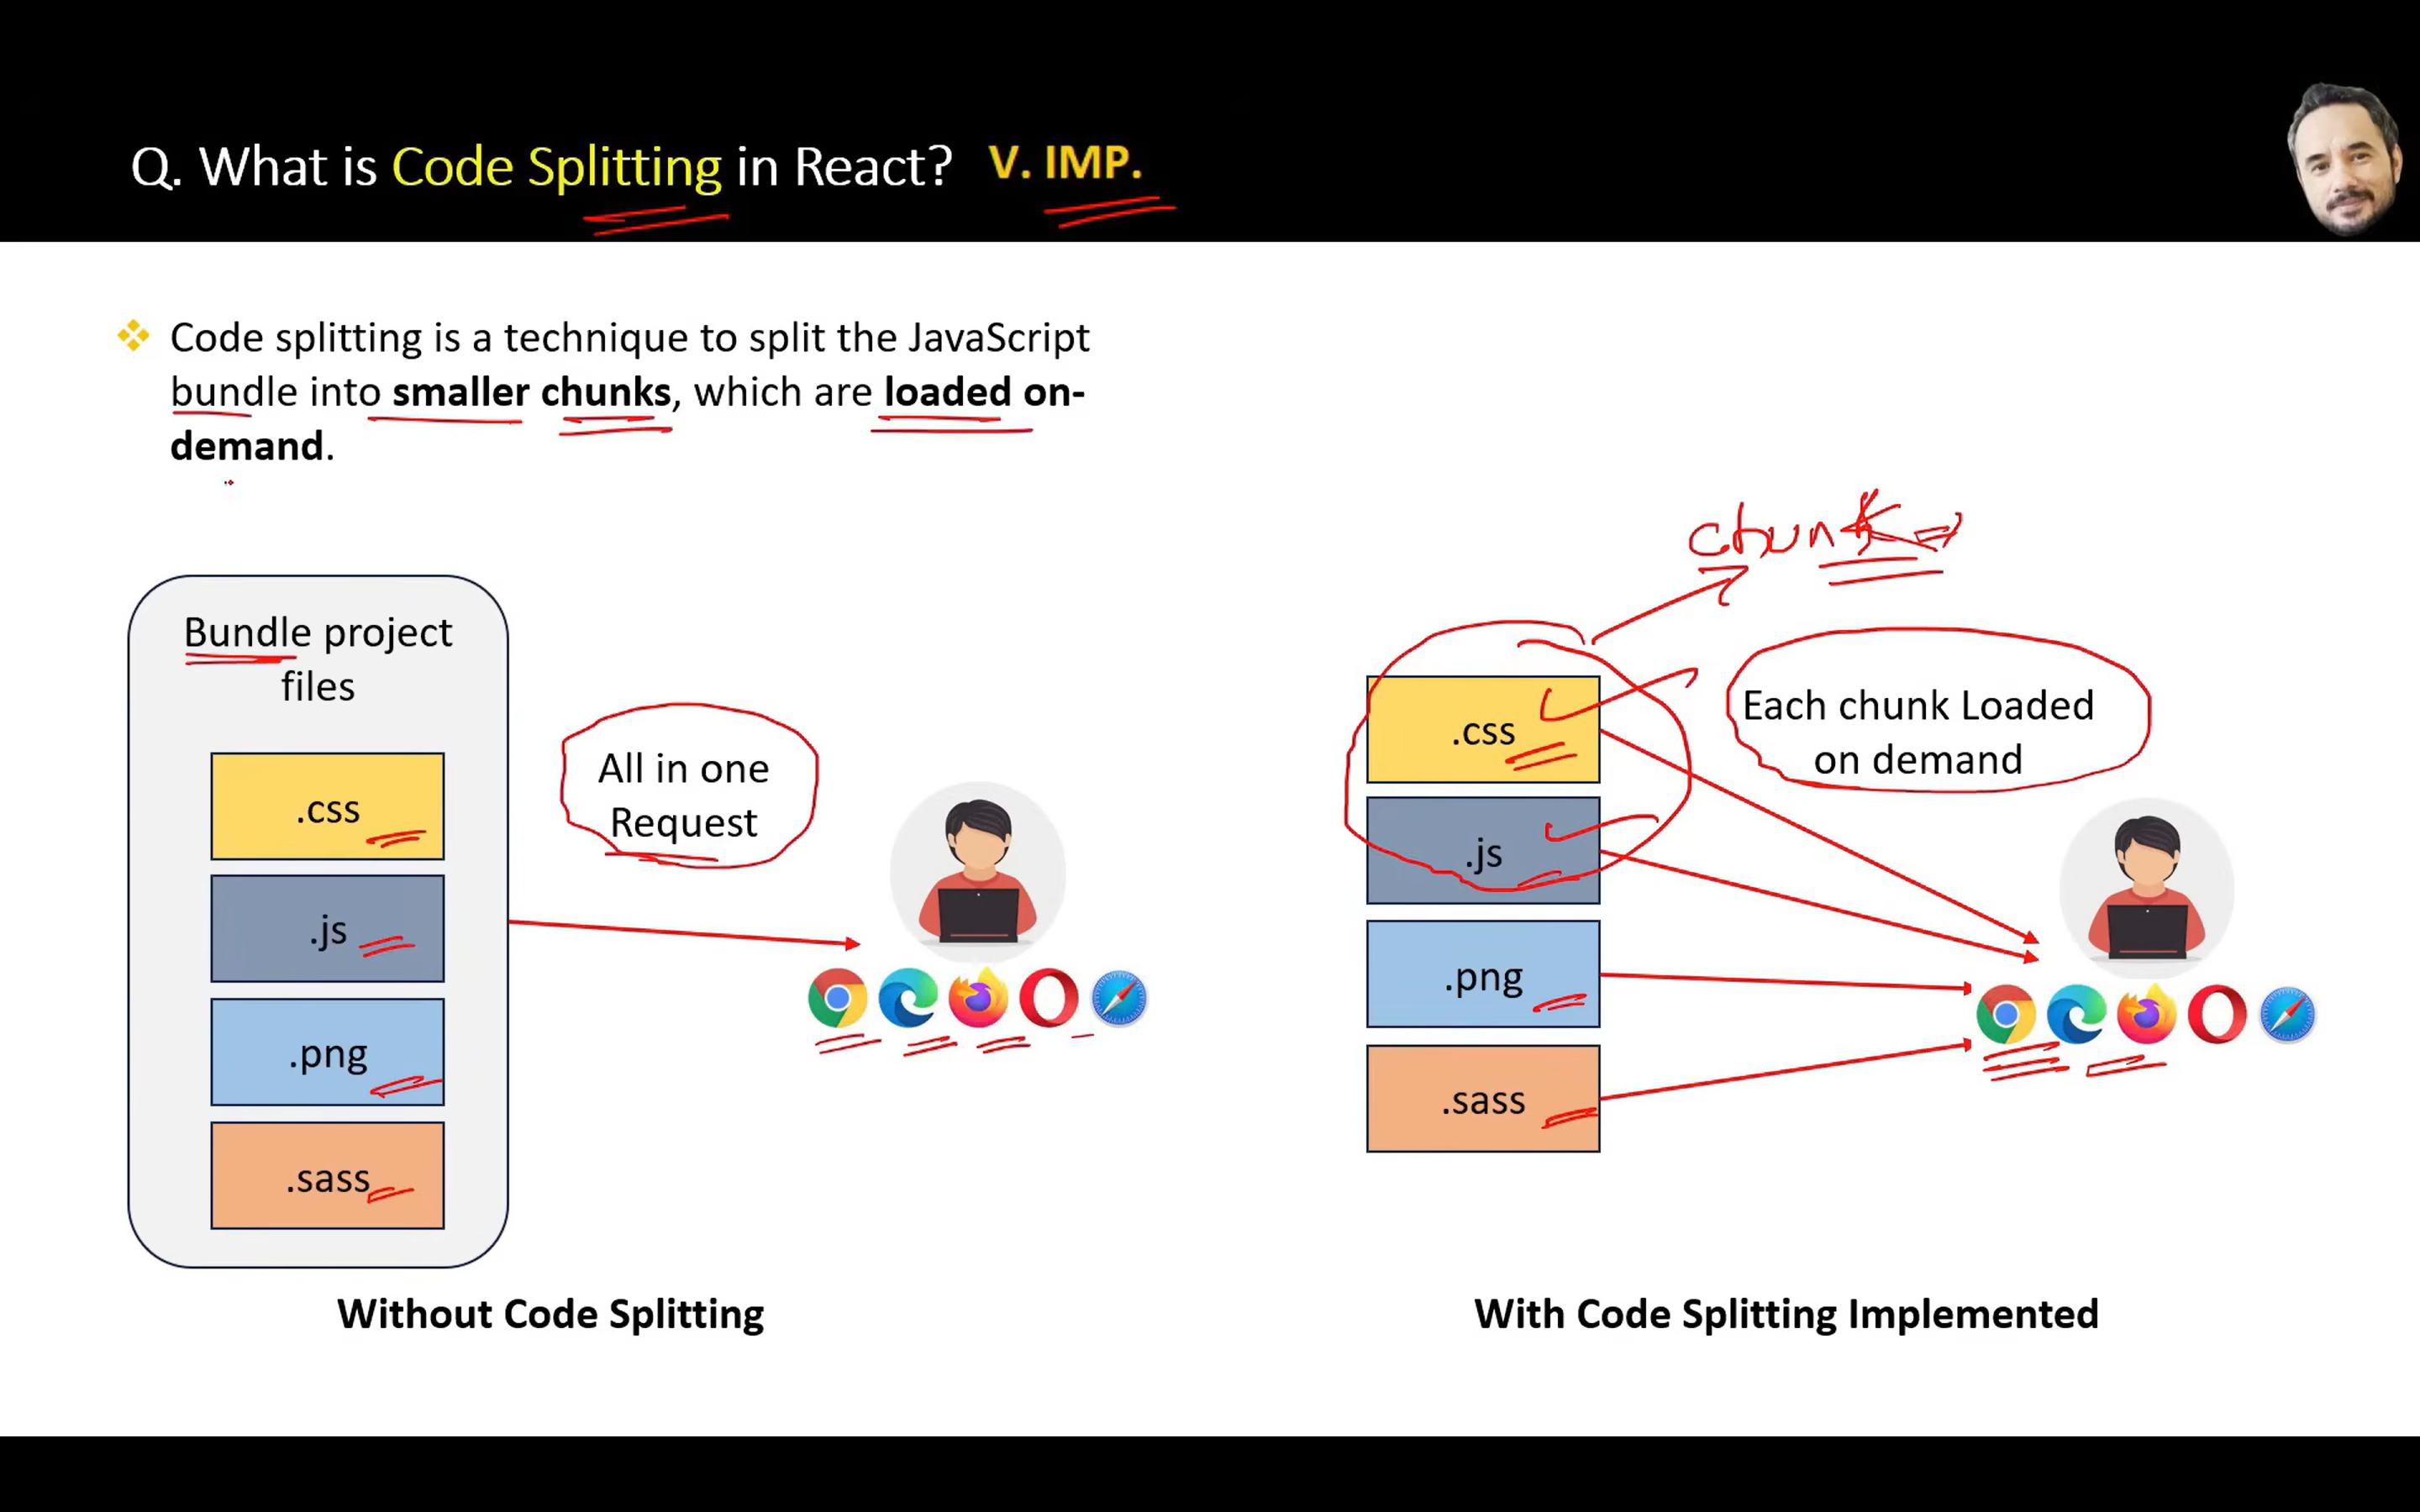 Q. What is Code Splitting in React? V. IMP.
Code splitting is a technique to split the JavaScript
bundle into smaller chunks, which are loaded on-
demand.
Bundle project
files
.css
.js
.png
.sass
All in one
Request
Without Code Splitting
chunk
.css
.js
.png
.sass
Each chunk Loaded
on demand
With Code Splitting Implemented